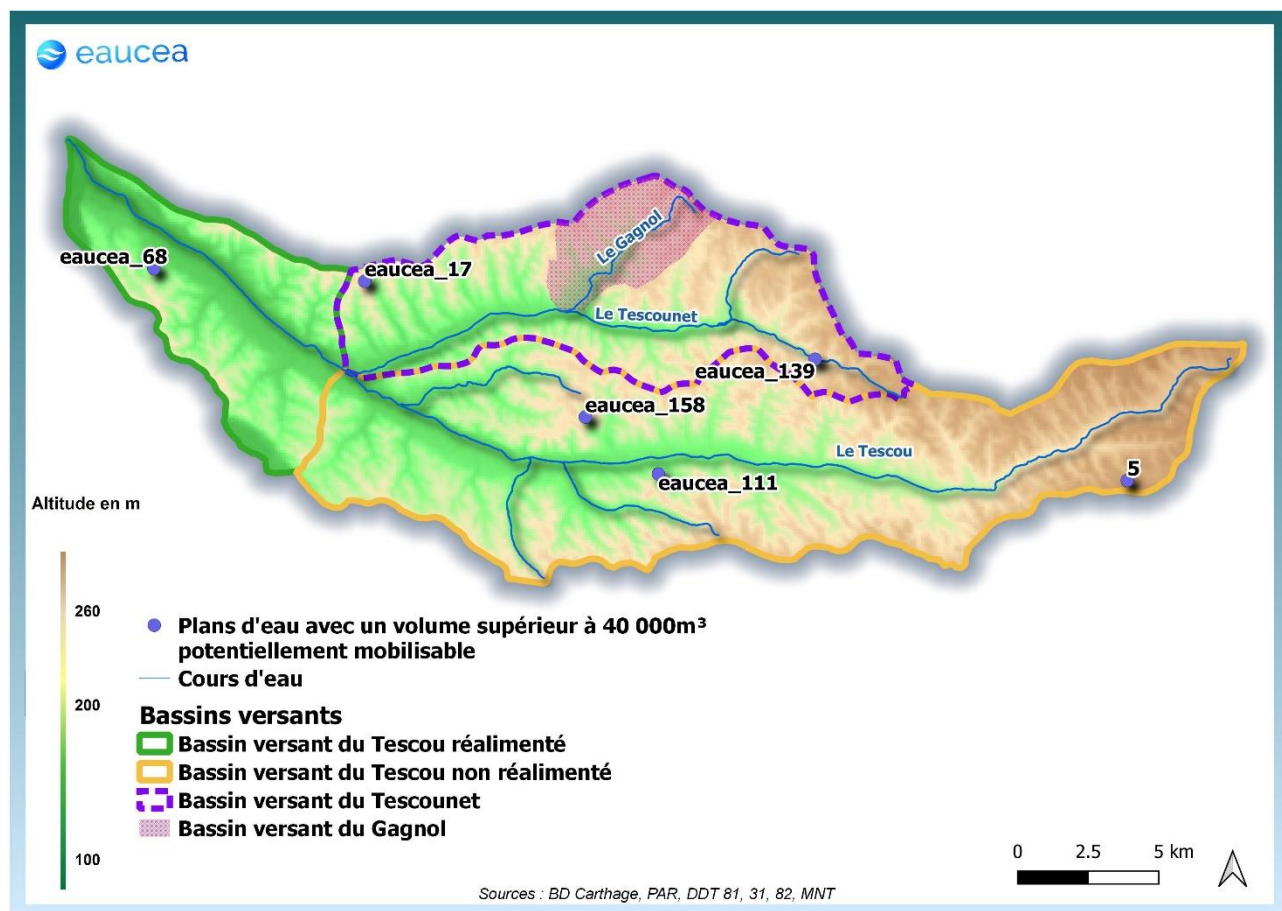 eaucea
Le Gagnol
eaucea_68
eaucea_17
Le Tescounet
eaucea_139
eaucea_158
Le Tescou
eaucea_111
5
Altitude en m
260
200
100
Plans d'eau avec un volume supérieur à 40 000m³
potentiellement mobilisable
Cours d'eau
Bassins versants
Bassin versant du Tescou réalimenté
Bassin versant du Tescou non réalimenté
Bassin versant du Tescounet
Bassin versant du Gagnol
0 2.5 5 km
Sources : BD Carthage, PAR, DDT 81, 31, 82, MNT